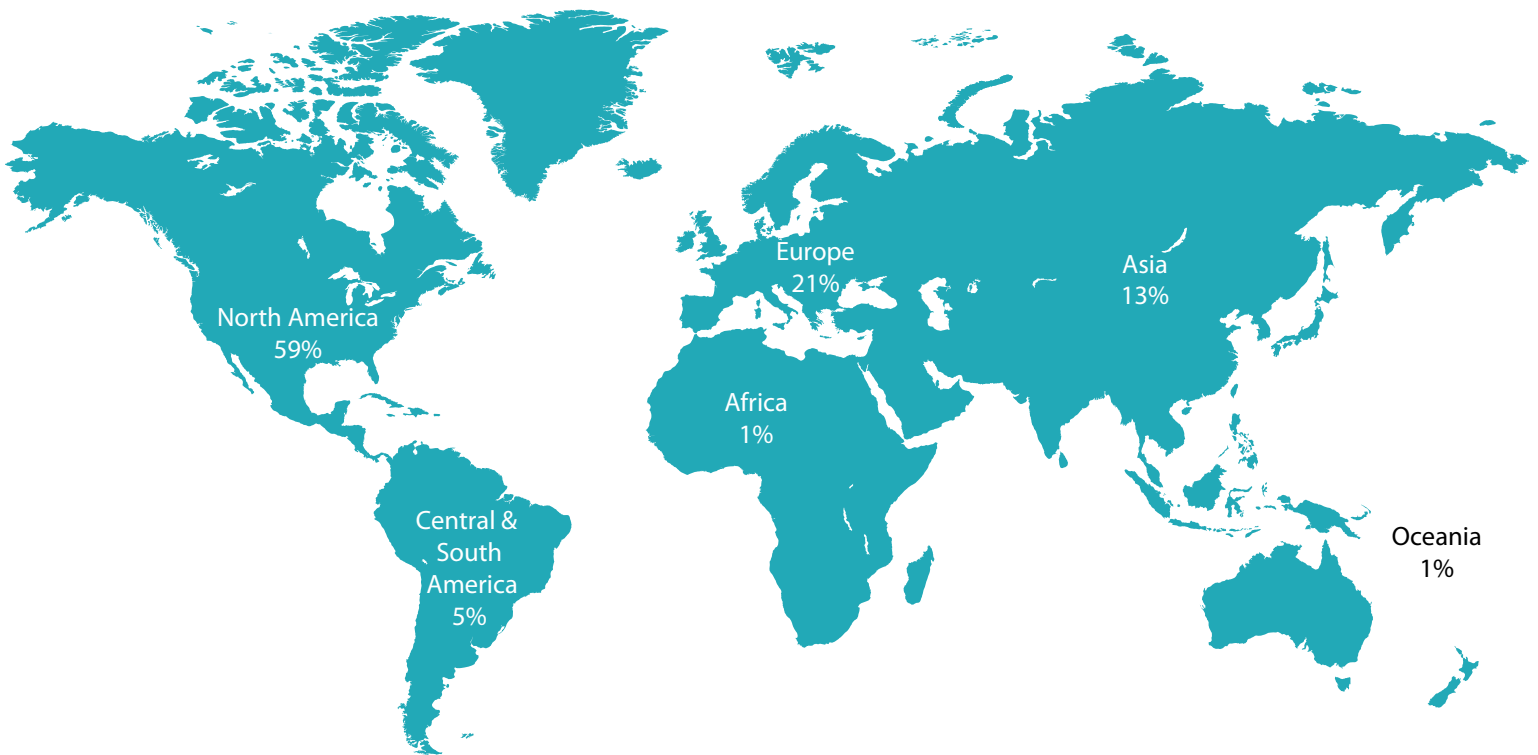 Europe
21%
Asia
13%
North America
59%
Africa
1%
Central &
South
America
5%
Oceania
1%